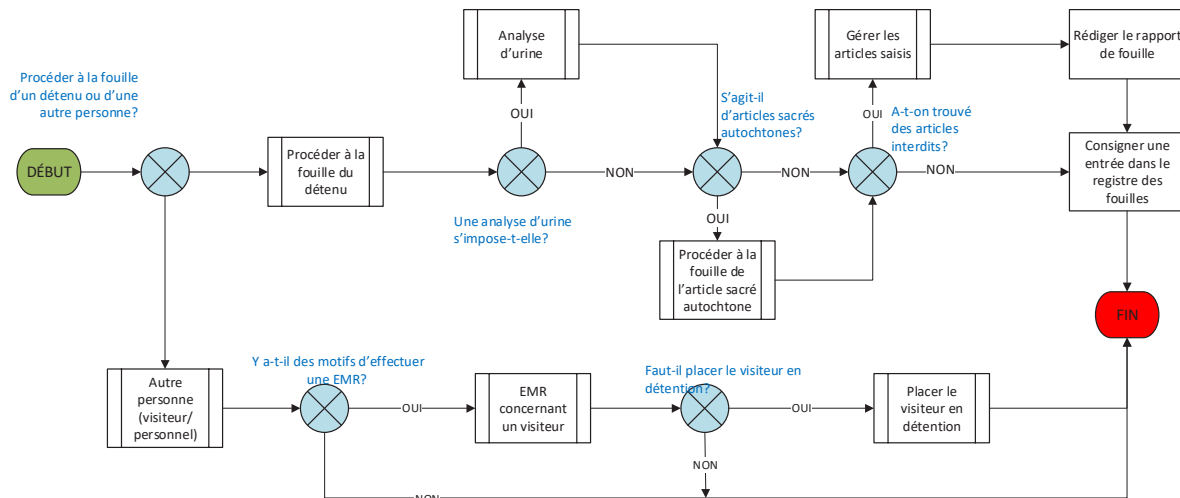 Procéder à la fouille
d'un détenu ou d'une
autre personne?
DÉBUT
Procéder à la
fouille du
détenu
Analyse
d'urine
OUI
NON
Une analyse d'urine
s'impose-t-elle?
S'agit-il
d'articles sacrés
autochtones?
NON
OUI
Procéder à la
fouille de
l'article sacré
autochtone
Gérer les
articles saisis
OUI
A-t-on trouvé
des articles
interdits?
NON
Rédiger le rapport
de fouille
Consigner une
entrée dans le
registre des
fouilles
FIN
Autre
personne
(visiteur/
personnel)
Y a-t-il des motifs d'effectuer
une EMR?
OUI
NON
EMR
concernant
un visiteur
Faut-il placer le visiteur en
détention?
OUI
NON
Placer le
visiteur en
détention